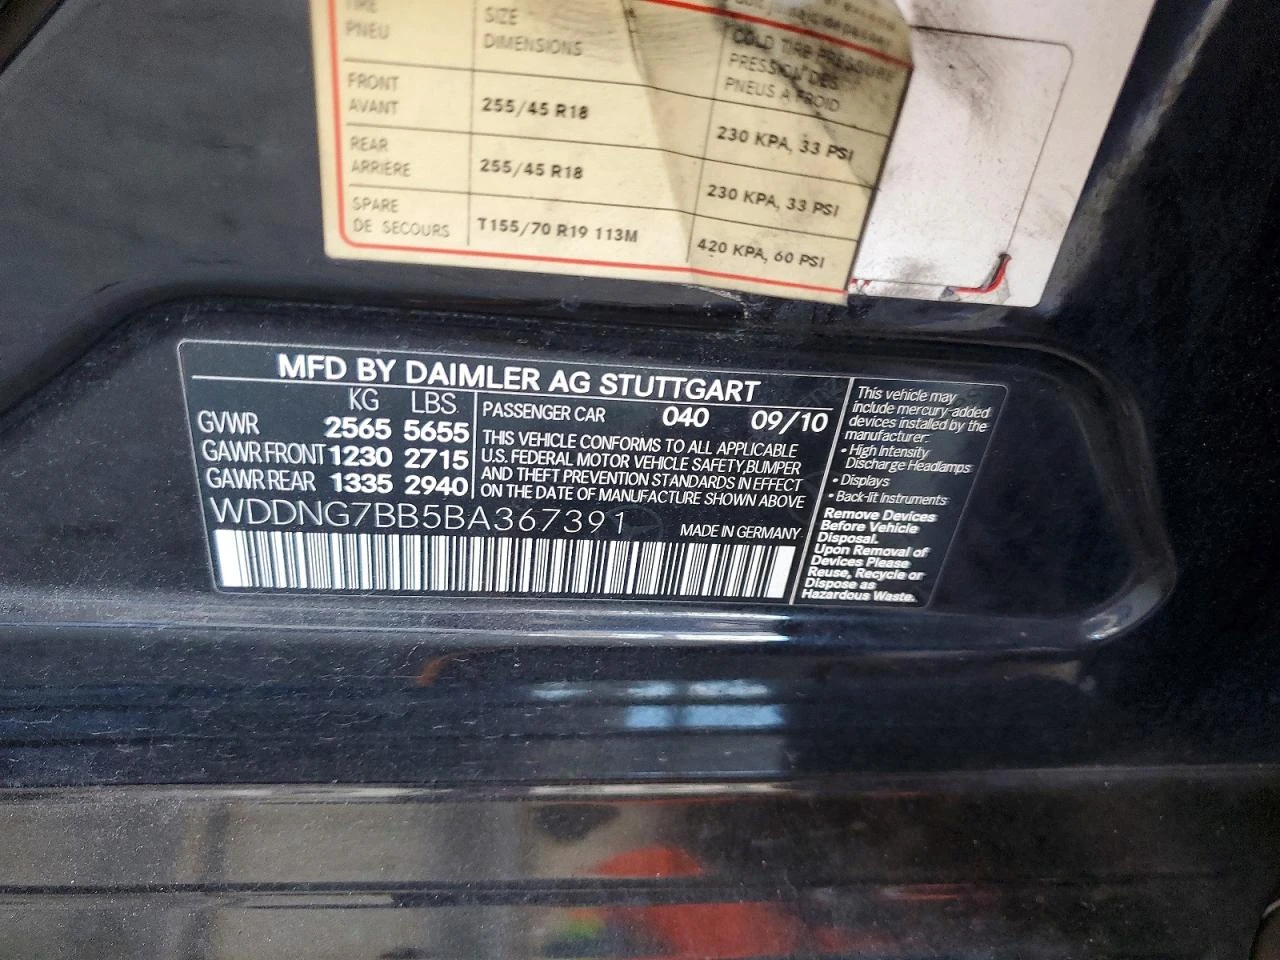 TIRE
PNEU
SIZE
DIMENSIONS
COLD TIRE PRESSURE
PRESSION DES
PNEUS A FROID
FRONT
AVANT
255/45 R18
230 KPA, 33 PSI
REAR
ARRIÈRE
255/45 R18
230 KPA, 33 PSI
SPARE
DE SECOURS
T155/70 R19 113M
420 KPA, 60 PSI
MFD BY DAIMLER AG STUTTGART
KG LBS
GVWR 2565 5655
GAWR FRONT 1230 2715
GAWR REAR 1335 2940
PASSENGER CAR 040 09/10
THIS VEHICLE CONFORMS TO ALL APPLICABLE
U.S. FEDERAL MOTOR VEHICLE SAFETY,BUMPER
AND THEFT PREVENTION STANDARDS IN EFFECT
ON THE DATE OF MANUFACTURE SHOWN ABOVE
WDDNG7BB5BA367391
MADE IN GERMANY
This vehicle may
include mercury-added
devices installed by the
manufacturer:
• High Intensity
Discharge Headlamps
• Displays
• Back-lit Instruments
Remove Devices
Before Vehicle
Disposal.
Upon Removal of
Devices Please
Reuse, Recycle or
Dispose as
Hazardous Waste.